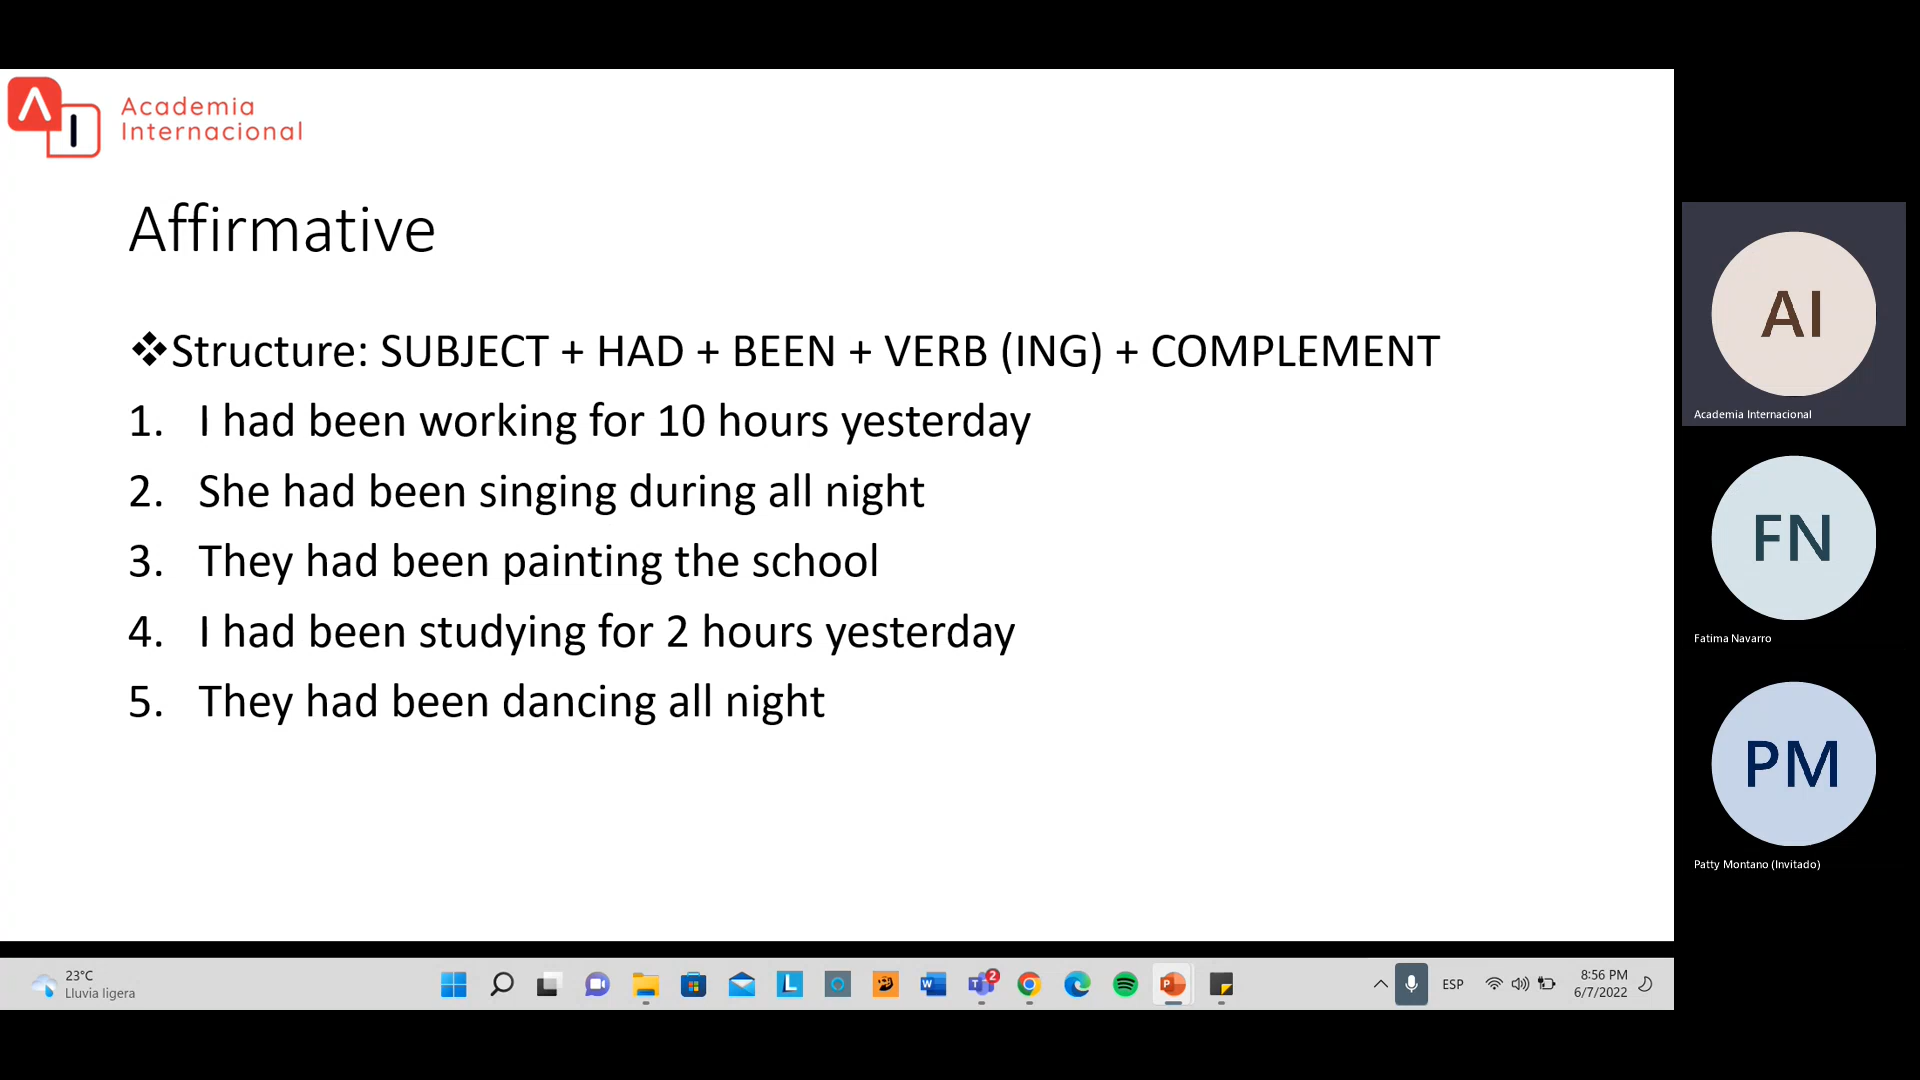 Academia
Internacional
Affirmative
❖Structure: SUBJECT + HAD + BEEN + VERB (ING) + COMPLEMENT
1. I had been working for 10 hours yesterday
2. She had been singing during all night
3. They had been painting the school
4. I had been studying for 2 hours yesterday
5. They had been dancing all night
AI
Academia Internacional
FN
Fatima Navarro
PM
Patty Montano (Invitado)
23°C
Lluvia ligera
2
ESP
8:56 PM
6/7/2022